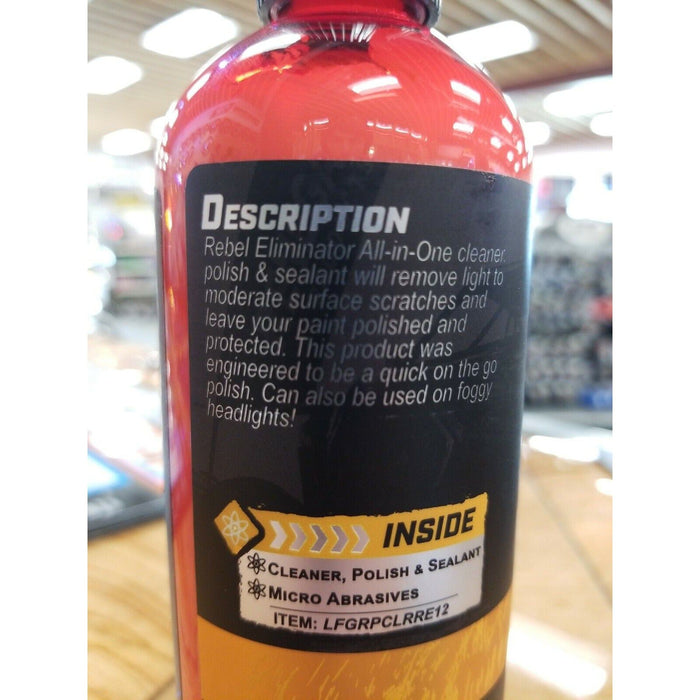 DESCRIPTION
Rebel Eliminator All-in-One cleaner,
polish & sealant will remove light to
moderate surface scratches and
leave your paint polished and
protected. This product was
engineered to be a quick on the go
polish. Can also be used on foggy
headlights!
INSIDE
CLEANER, POLISH & SEALANT
MICRO ABRASIVES
ITEM: LFGRPCLRRE12